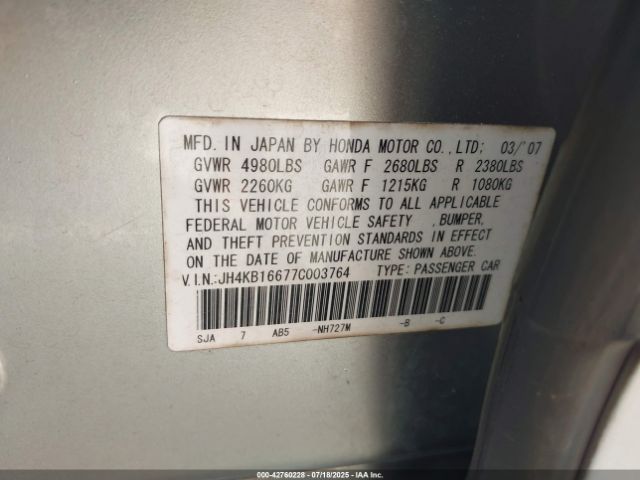 MFD. IN JAPAN BY HONDA MOTOR CO.,LTD; 03/'07
GVWR 4980LBS GAWR F 2680LBS R 2380LBS
GVWR 2260KG GAWR F 1215KG R 1080KG
THIS VEHICLE CONFORMS TO ALL APPLICABLE
FEDERAL MOTOR VEHICLE SAFETY ,BUMPER,
AND THEFT PREVENTION STANDARDS IN EFFECT
ON THE DATE OF MANUFACTURE SHOWN ABOVE.
V.I.N.:JH4KB16677C003764 TYPE: PASSENGER CAR
SJA 7 AB5 -NH727M -B -C
000-42760228 - 07/18/2025 - IAAI.COM